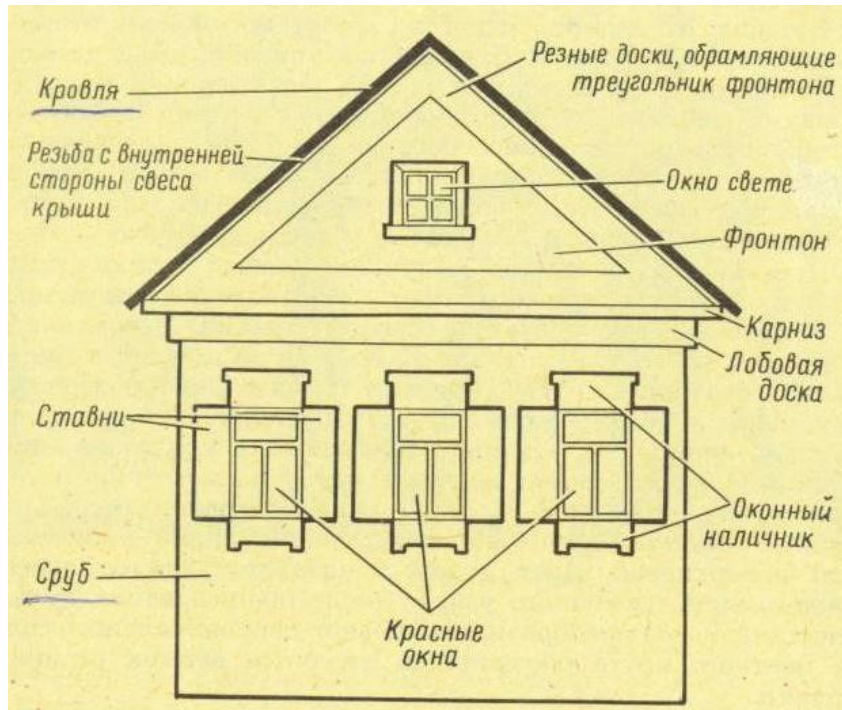 Резные доски, обрамляющие
треугольник фронтона
Кровля
Резьба с внутренней
стороны свеса
крыши
Окно свете.
Фронтон
Карниз
Лобовая
доска
Ставни
Оконный
наличник
Сруб
Красные
окна